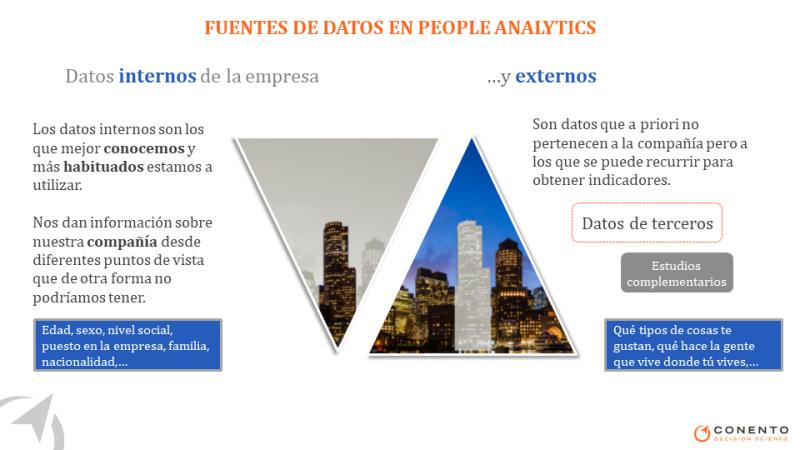 FUENTES DE DATOS EN PEOPLE ANALYTICS
Datos internos de la empresa
Los datos internos son los
que mejor conocemos y
más habituados estamos a
utilizar.
Nos dan información sobre
nuestra compañía desde
diferentes puntos de vista
que de otra forma no
podríamos tener.
Edad, sexo, nivel social,
puesto en la empresa, familia,
nacionalidad,...
...y externos
Son datos que a priori no
pertenecen a la compañía pero a
los que se puede recurrir para
obtener indicadores.
Datos de terceros
Estudios
complementarios
Qué tipos de cosas te
gustan, qué hace la gente
que vive donde tú vives,...
CONENTO
DECISION SCIENCE